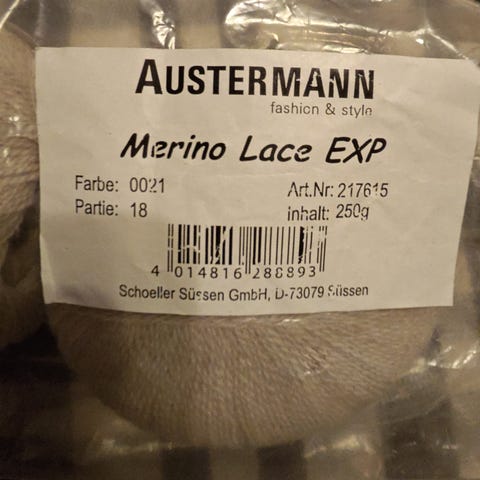 AUSTERMANN
fashion & style
Merino Lace EXP
Farbe: 0021 Art.Nr: 217615
Partie: 18 Inhalt: 250g
4 014816 288893
Schoeller Süssen GmbH, D-73079 Süssen